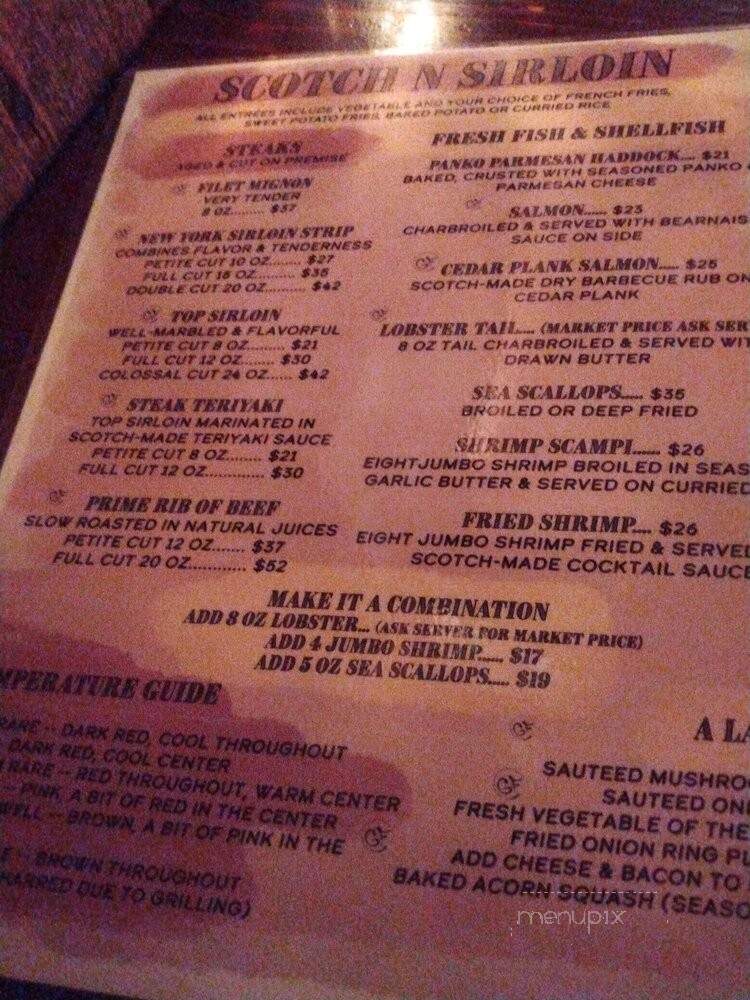 SCOTCH N SIRLOIN
ALL ENTREES INCLUDE VEGETABLE AND YOUR CHOICE OF FRENCH FRIES,
SWEET POTATO FRIES, BAKED POTATO OR CURRIED RICE
STEAKS
AGED & CUT ON PREMISE
FILET MIGNON
VERY TENDER
8 OZ........ $37
NEW YORK SIRLOIN STRIP
COMBINES FLAVOR & TENDERNESS
PETITE CUT 10 OZ........ $27
FULL CUT 15 OZ......... $35
DOUBLE CUT 20 OZ......... $42
TOP SIRLOIN
WELL-MARBLED & FLAVORFUL
PETITE CUT 8 OZ......... $21
FULL CUT 12 OZ......... $30
COLOSSAL CUT 24 OZ..... $42
STEAK TERIYAKI
TOP SIRLOIN MARINATED IN
SCOTCH-MADE TERIYAKI SAUCE
PETITE CUT 8 OZ........ $21
FULL CUT 12 OZ............. $30
PRIME RIB OF BEEF
SLOW ROASTED IN NATURAL JUICES
PETITE CUT 12 OZ....... $37
FULL CUT 20 OZ............ $52
FRESH FISH & SHELLFISH
PANKO PARMESAN HADDOCK.... $21
BAKED, CRUSTED WITH SEASONED PANKO
PARMESAN CHEESE
SALMON...... $23
CHARBROILED & SERVED WITH BEARNAIS
SAUCE ON SIDE
CEDAR PLANK SALMON..... $25
SCOTCH-MADE DRY BARBECUE RUB ON
CEDAR PLANK
LOBSTER TAIL.... (MARKET PRICE ASK SER
8 OZ TAIL CHARBROILED & SERVED WIT
DRAWN BUTTER
SEA SCALLOPS..... $35
BROILED OR DEEP FRIED
SHRIMP SCAMPI...... $26
EIGHT JUMBO SHRIMP BROILED IN SEAS
GARLIC BUTTER & SERVED ON CURRIED
FRIED SHRIMP.... $26
EIGHT JUMBO SHRIMP FRIED & SERVED
SCOTCH-MADE COCKTAIL SAUCE
MAKE IT A COMBINATION
ADD 8 OZ LOBSTER... (ASK SERVER FOR MARKET PRICE)
ADD 4 JUMBO SHRIMP..... $17
ADD 5 OZ SEA SCALLOPS.... $19
MPERATURE GUIDE
RARE -- DARK RED, COOL THROUGHOUT
DARK RED, COOL CENTER
RARE -- RED THROUGHOUT, WARM CENTER
-- PINK, A BIT OF RED IN THE CENTER
WELL -- BROWN, A BIT OF PINK IN THE
E -- BROWN THROUGHOUT
HARRED DUE TO GRILLING)
A LA
SAUTEED MUSHRO
SAUTEED ONI
FRESH VEGETABLE OF THE
FRIED ONION RING P
ADD CHEESE & BACON TO
BAKED ACORN SQUASH (SEASO
menupix